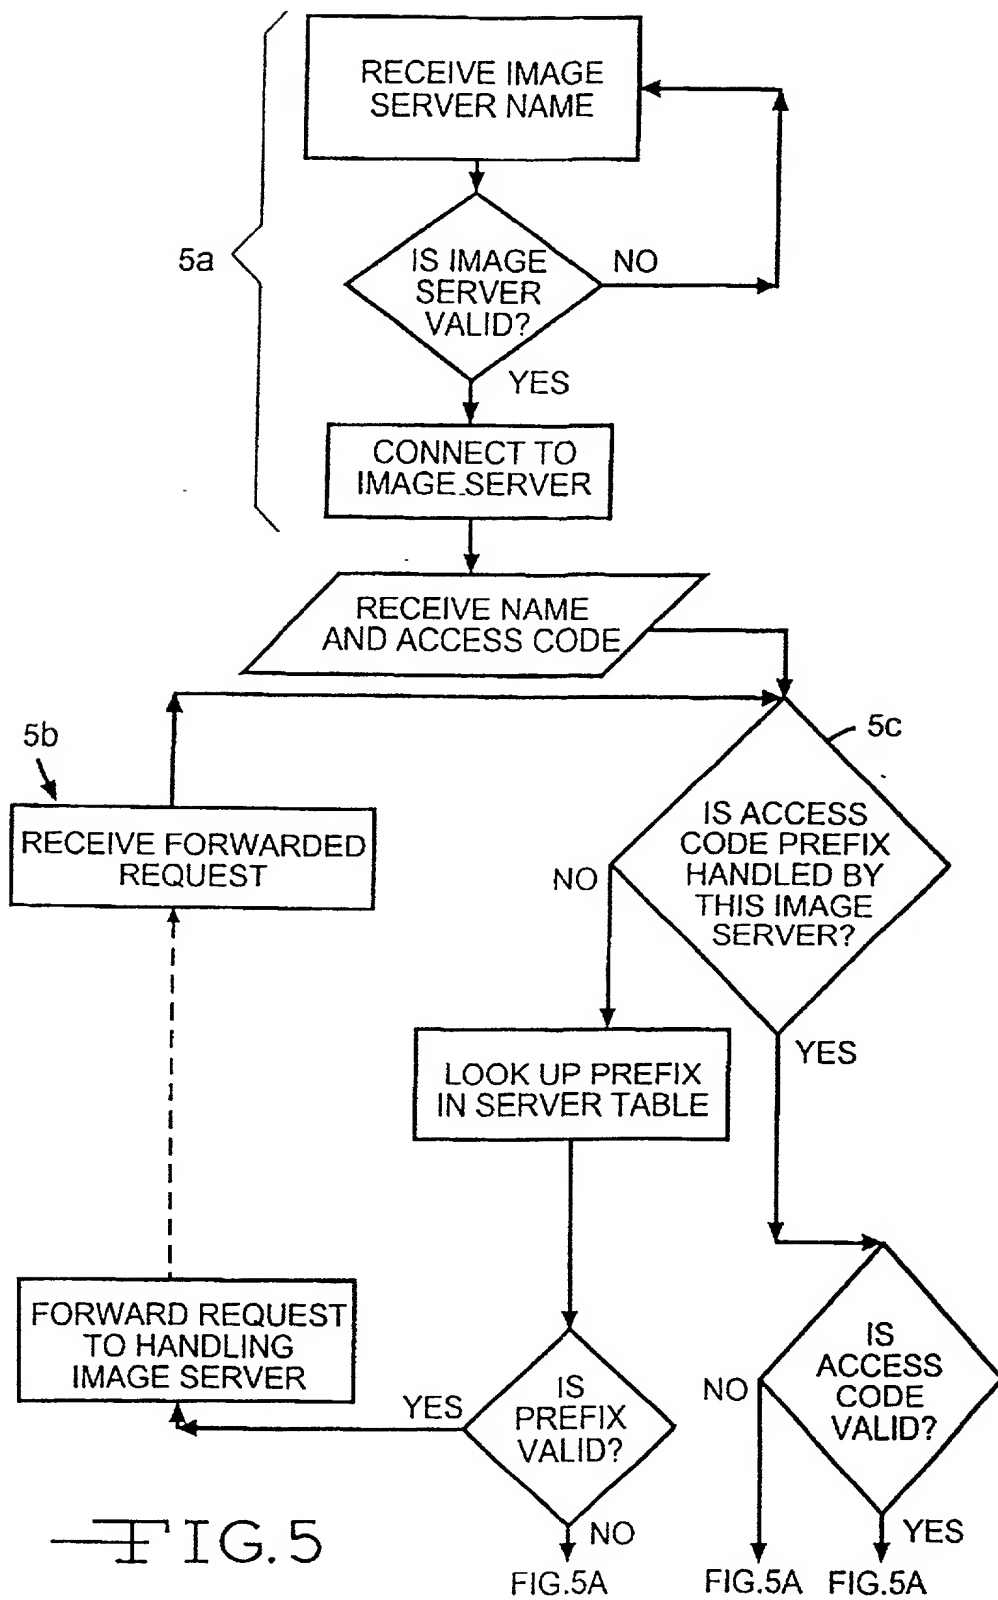 RECEIVE IMAGE
SERVER NAME
5a
IS IMAGE
SERVER
VALID?
NO
YES
CONNECT TO
IMAGE SERVER
RECEIVE NAME
AND ACCESS CODE
5b
5c
RECEIVE FORWARDED
REQUEST
IS ACCESS
CODE PREFIX
HANDLED BY
THIS IMAGE
SERVER?
NO
YES
LOOK UP PREFIX
IN SERVER TABLE
FORWARD REQUEST
TO HANDLING
IMAGE SERVER
YES
IS
PREFIX
VALID?
NO
IS
ACCESS
CODE
VALID?
NO
YES
FIG.5A
FIG.5A
FIG.5A
FIG.5